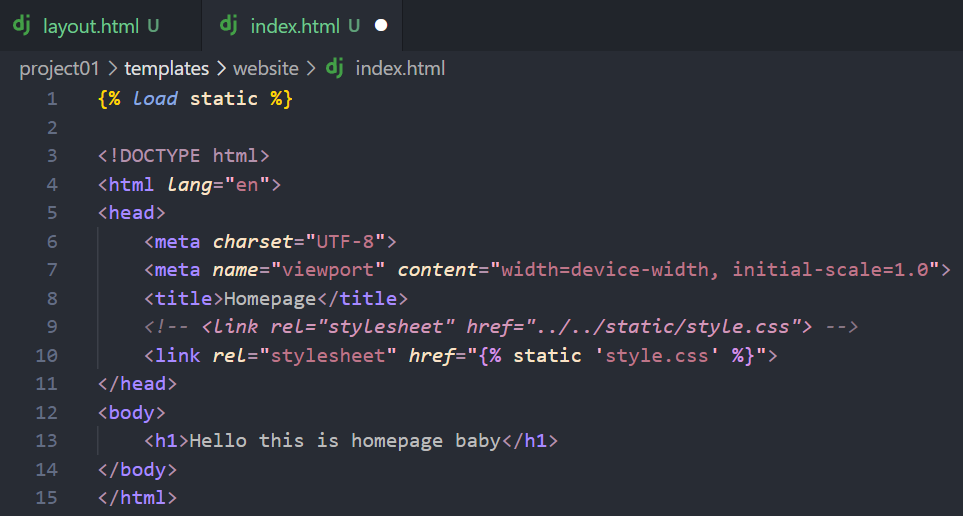 dj layout.html U dj index.html U
project01 > templates > website > dj index.html
1 {% load static %}
2
3 <!DOCTYPE html>
4 <html lang="en">
5 <head>
6     <meta charset="UTF-8">
7     <meta name="viewport" content="width=device-width, initial-scale=1.0">
8     <title>Homepage</title>
9     <!-- <link rel="stylesheet" href="../../static/style.css"> -->
10     <link rel="stylesheet" href="{% static 'style.css' %}">
11 </head>
12 <body>
13     <h1>Hello this is homepage baby</h1>
14 </body>
15 </html>